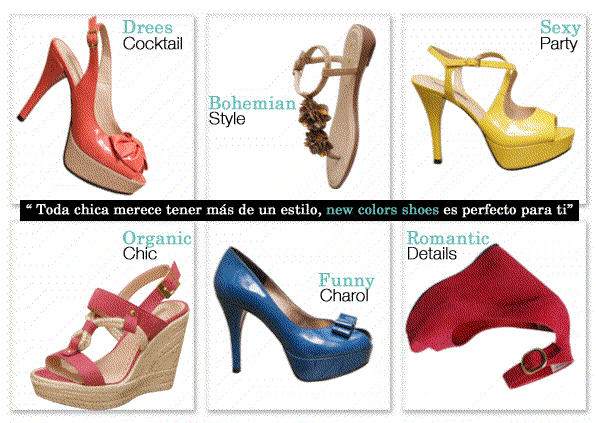 Drees
Cocktail
Bohemian
Style
Sexy
Party
“ Toda chica merece tener más de un estilo, new colors shoes es perfecto para ti”
Organic
Chic
Funny
Charol
Romantic
Details